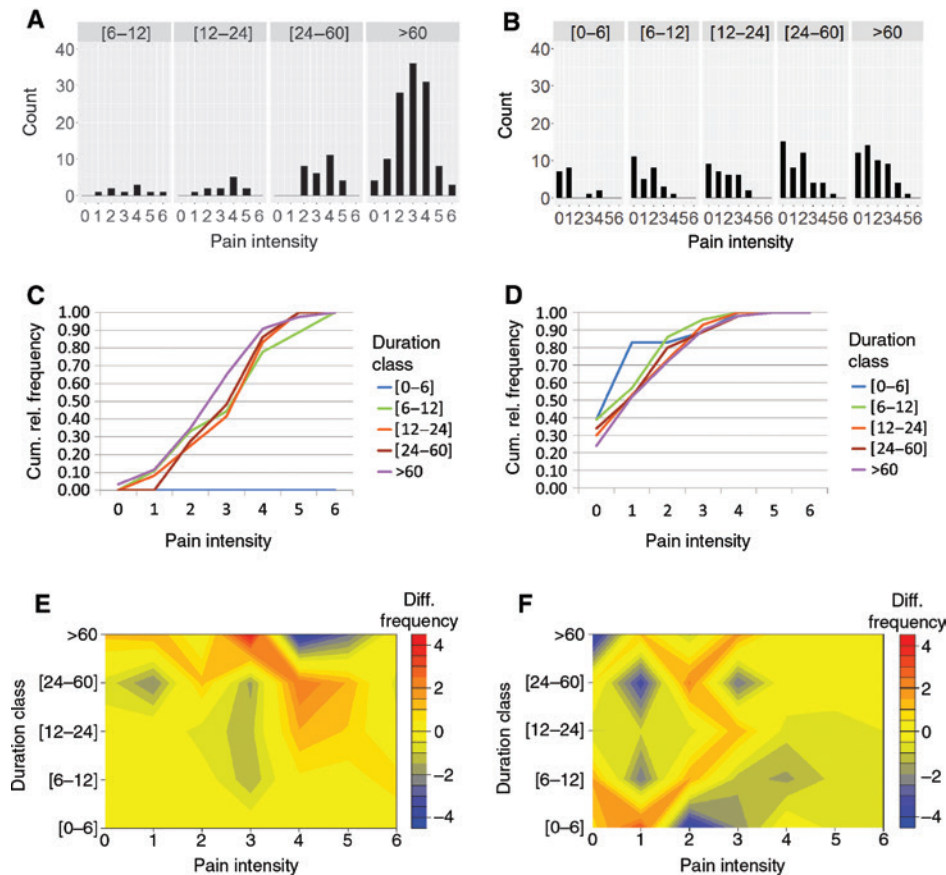 A
[6–12] [12–24] [24–60] >60
40
30
20
10
0
Count
0 1 2 3 4 5 6 0 1 2 3 4 5 6 0 1 2 3 4 5 6 0 1 2 3 4 5 6
Pain intensity
B
[0–6] [6–12] [12–24] [24–60] >60
40
30
20
10
0
Count
0123456 0123456 0123456 0123456 0123456
Pain intensity
C
1.00
0.90
0.80
0.70
0.60
0.50
0.40
0.30
0.20
0.10
0.00
Cum. rel. frequency
0 1 2 3 4 5 6
Pain intensity
Duration
class
[0–6]
[6–12]
[12–24]
[24–60]
>60
D
1.00
0.90
0.80
0.70
0.60
0.50
0.40
0.30
0.20
0.10
0.00
Cum. rel. frequency
0 1 2 3 4 5 6
Pain intensity
Duration
class
[0–6]
[6–12]
[12–24]
[24–60]
>60
E
Diff.
frequency
>60
[24–60]
[12–24]
[6–12]
[0–6]
Duration class
0 1 2 3 4 5 6
Pain intensity
4
2
0
−2
−4
F
Diff.
frequency
>60
[24–60]
[12–24]
[6–12]
[0–6]
Duration class
0 1 2 3 4 5 6
Pain intensity
4
2
0
−2
−4